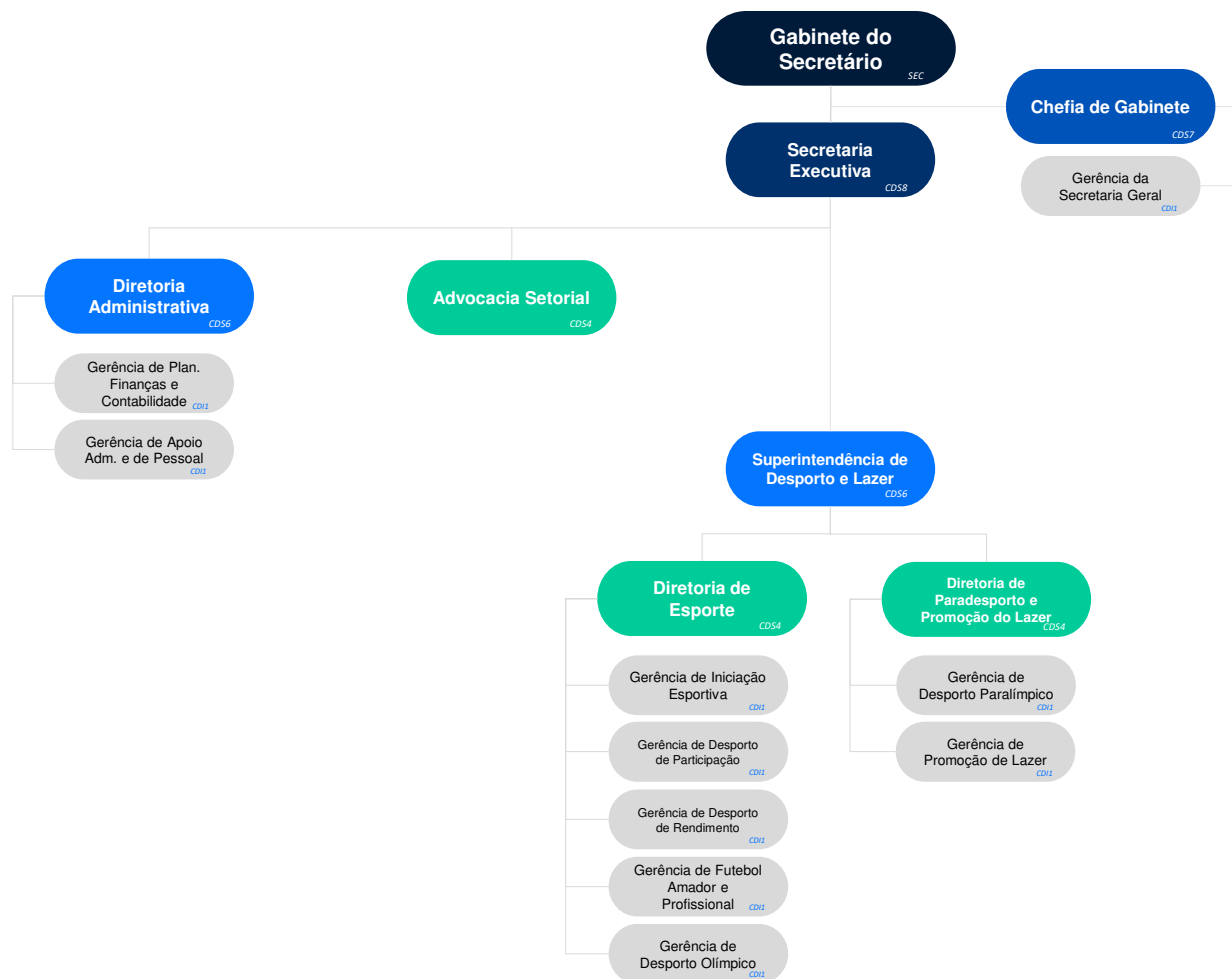 Gabinete do
Secretário
SEC
Chefia de Gabinete
CDS7
Secretaria
Executiva
CDS8
Gerência da
Secretaria Geral
CDI1
Diretoria
Administrativa
CDS6
Advocacia Setorial
CDS4
Gerência de Plan.
Finanças e
Contabilidade
CDI1
Gerência de Apoio
Adm. e de Pessoal
CDI1
Superintendência de
Desporto e Lazer
CDS6
Diretoria de
Esporte
CDS4
Diretoria de
Paradesporto e
Promoção do Lazer
CDS4
Gerência de Iniciação
Esportiva
CDI1
Gerência de Desporto
de Participação
CDI1
Gerência de Desporto
de Rendimento
CDI1
Gerência de Futebol
Amador e
Profissional
CDI1
Gerência de
Desporto Olímpico
CDI1
Gerência de
Desporto Paralímpico
CDI1
Gerência de
Promoção de Lazer
CDI1